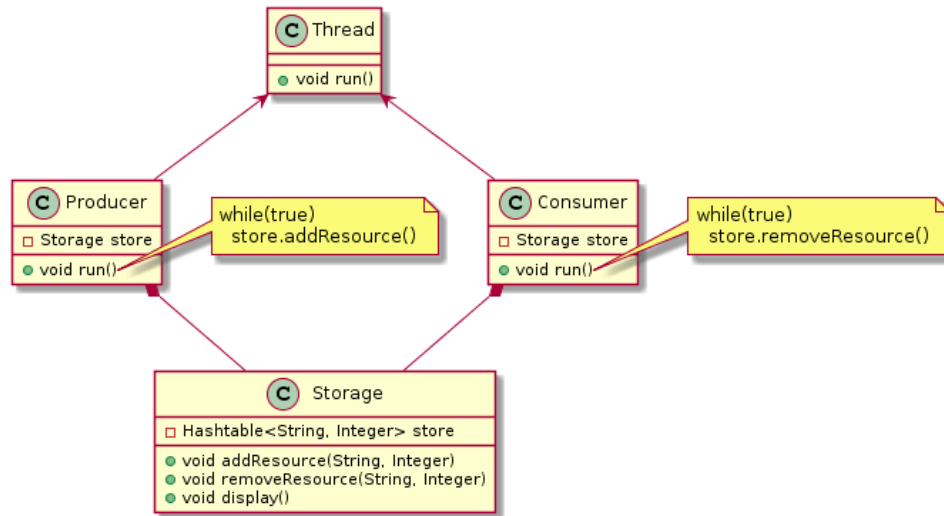 C Thread
void run()
C Producer
Storage store
void run()
while(true)
store.addResource()
C Consumer
Storage store
void run()
while(true)
store.removeResource()
C Storage
Hashtable<String, Integer> store
void addResource(String, Integer)
void removeResource(String, Integer)
void display()